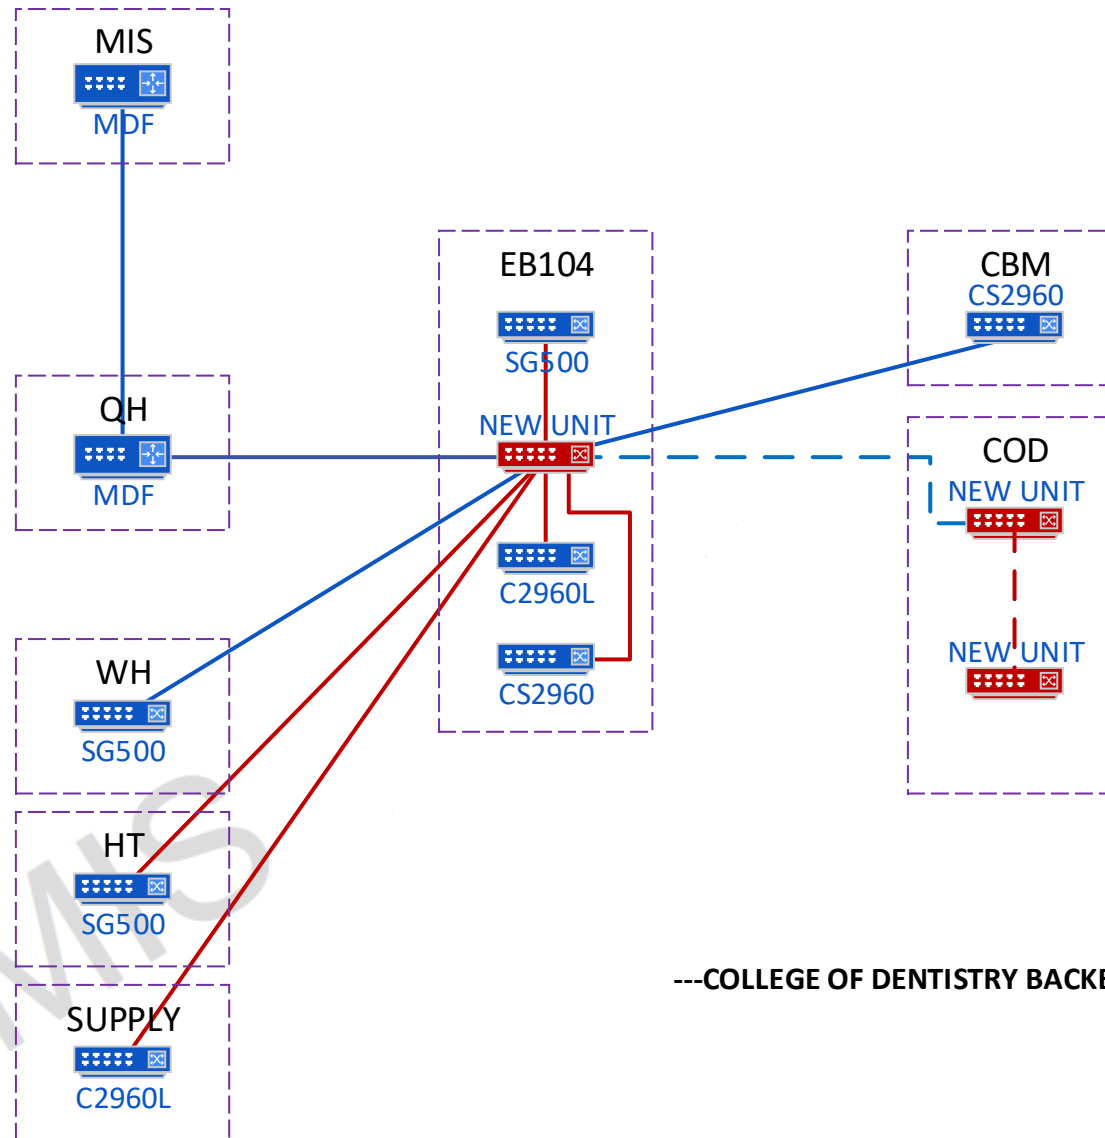 MIS
MDF
QH
MDF
EB104
SG500
NEW UNIT
C2960L
CS2960
CBM
CS2960
COD
NEW UNIT
NEW UNIT
WH
SG500
HT
SG500
SUPPLY
C2960L
---COLLEGE OF DENTISTRY
MIS